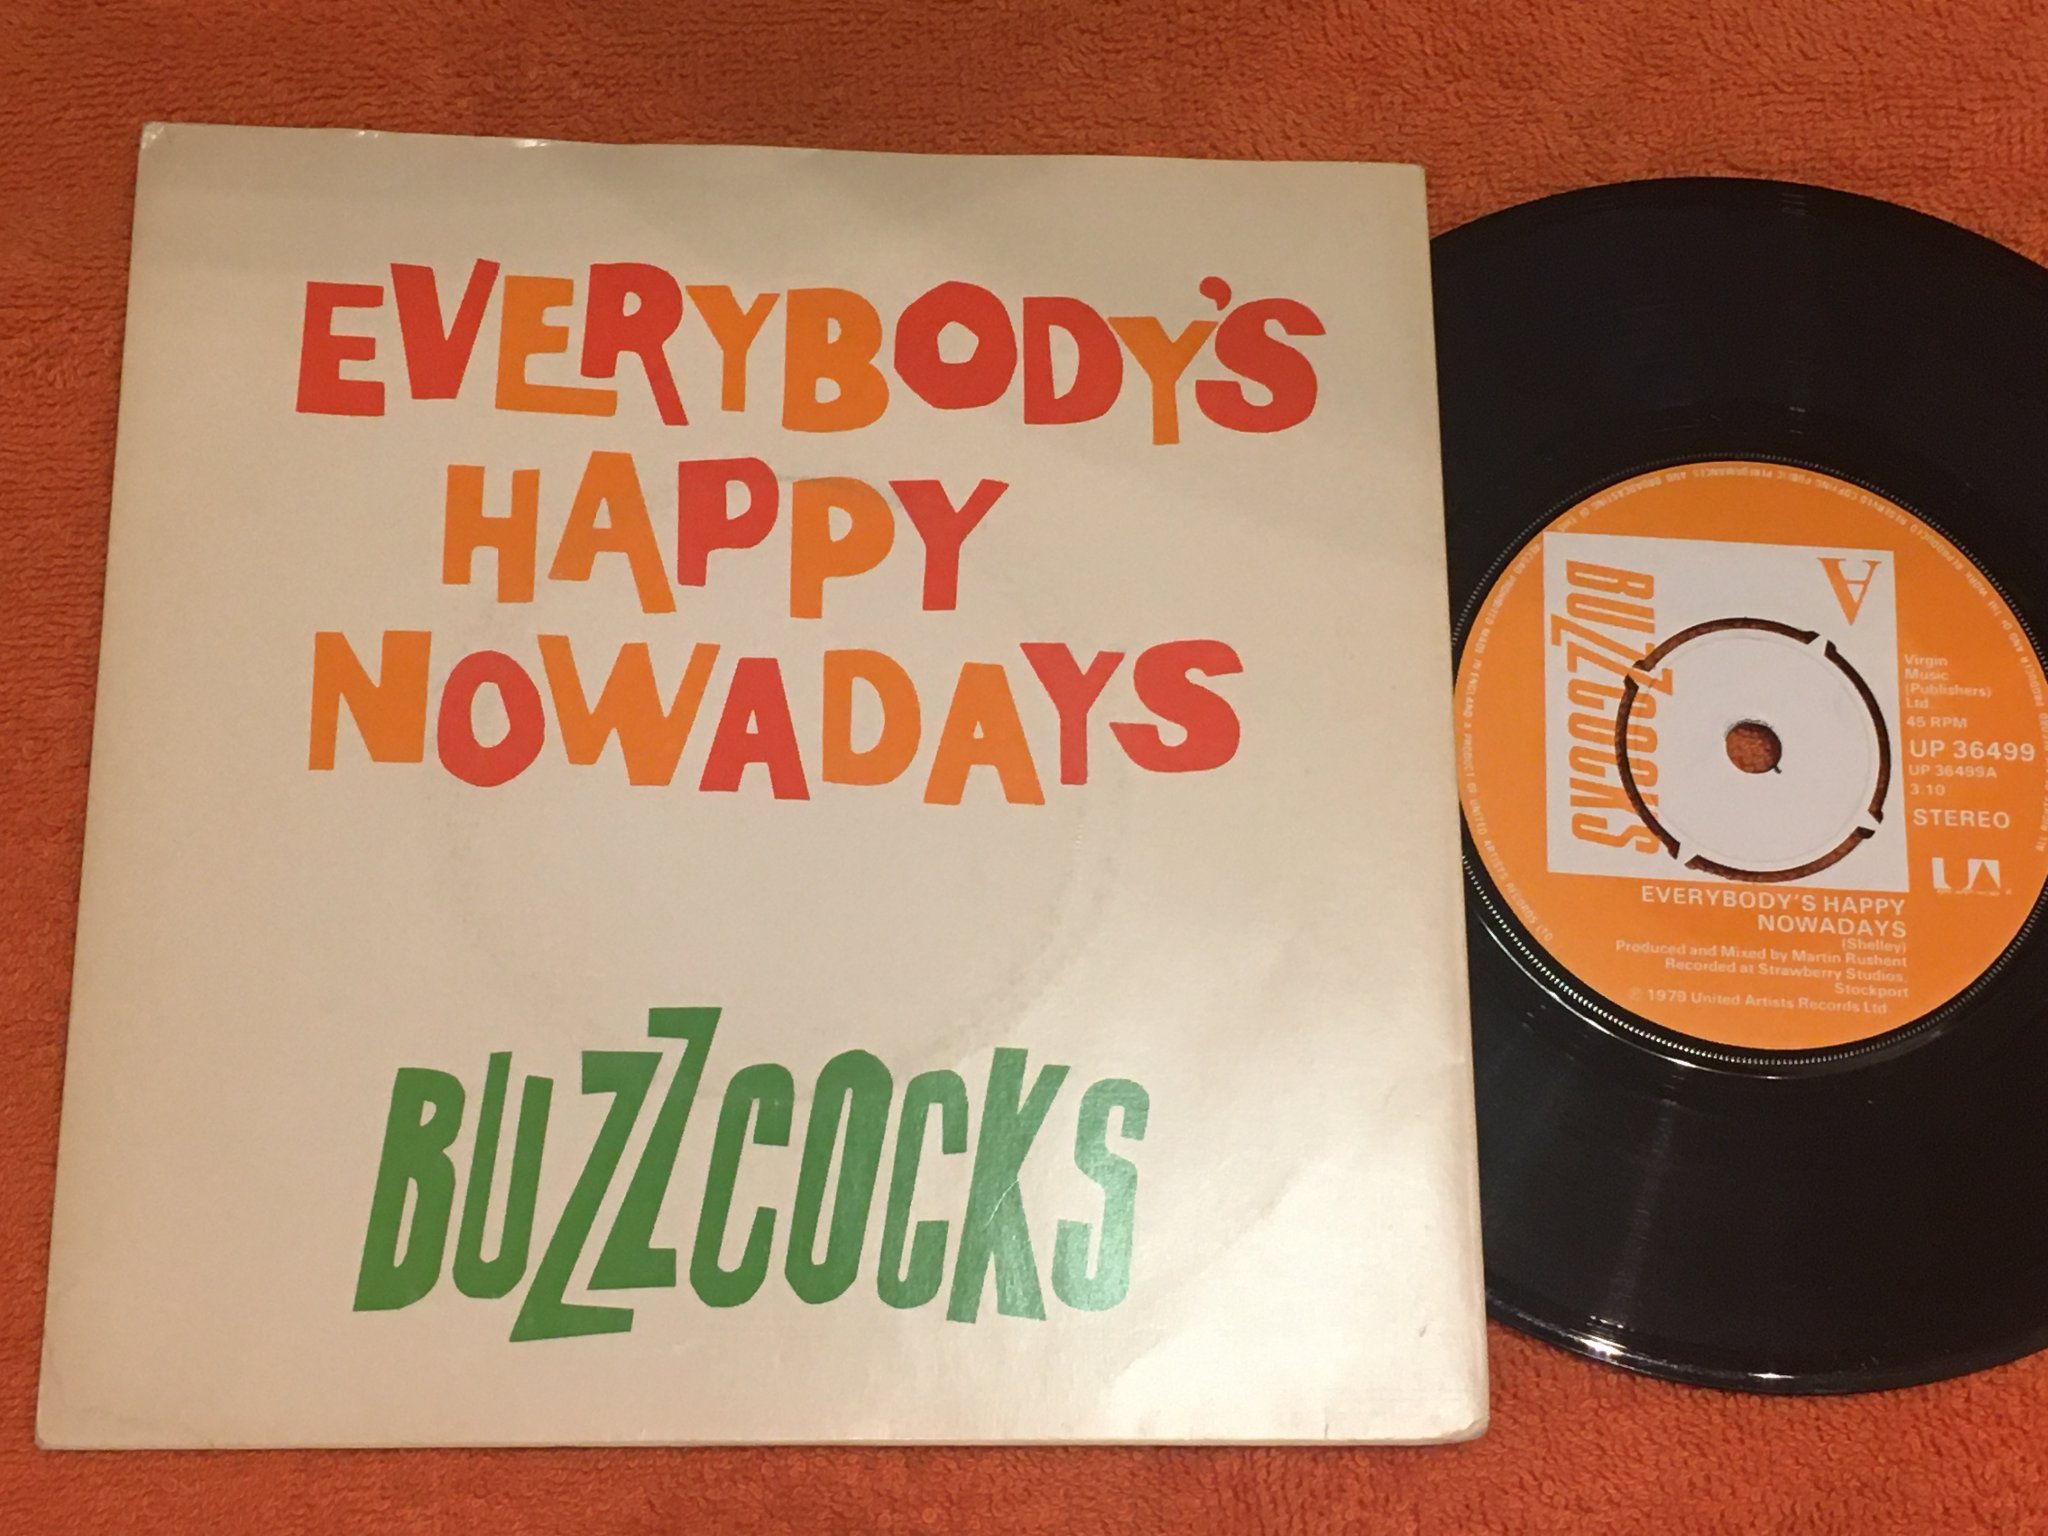 EVERYBODY'S
HAPPY
NOWADAYS
BUZZCOCKS
A
BUZZCOCKS
BUZZCOCKS
Virgin
Music
(Publishers)
Ltd.
45 RPM
UP 36499
UP 36499A
3.10
STEREO
UA
EVERYBODY'S HAPPY
NOWADAYS
(Shelley)
Produced and Mixed by Martin Rushent
Recorded at Strawberry Studios,
Stockport
℗ 1979 United Artists Records Ltd.